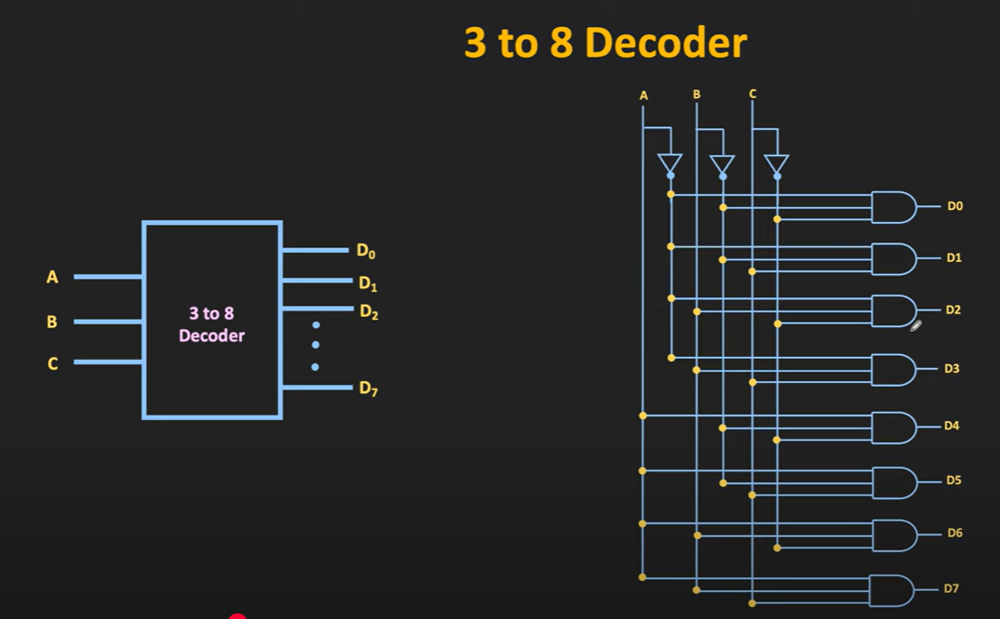 3 to 8 Decoder
A
B
C
3 to 8
Decoder
D0
D1
D2
D7
A B C
D0
D1
D2
D3
D4
D5
D6
D7